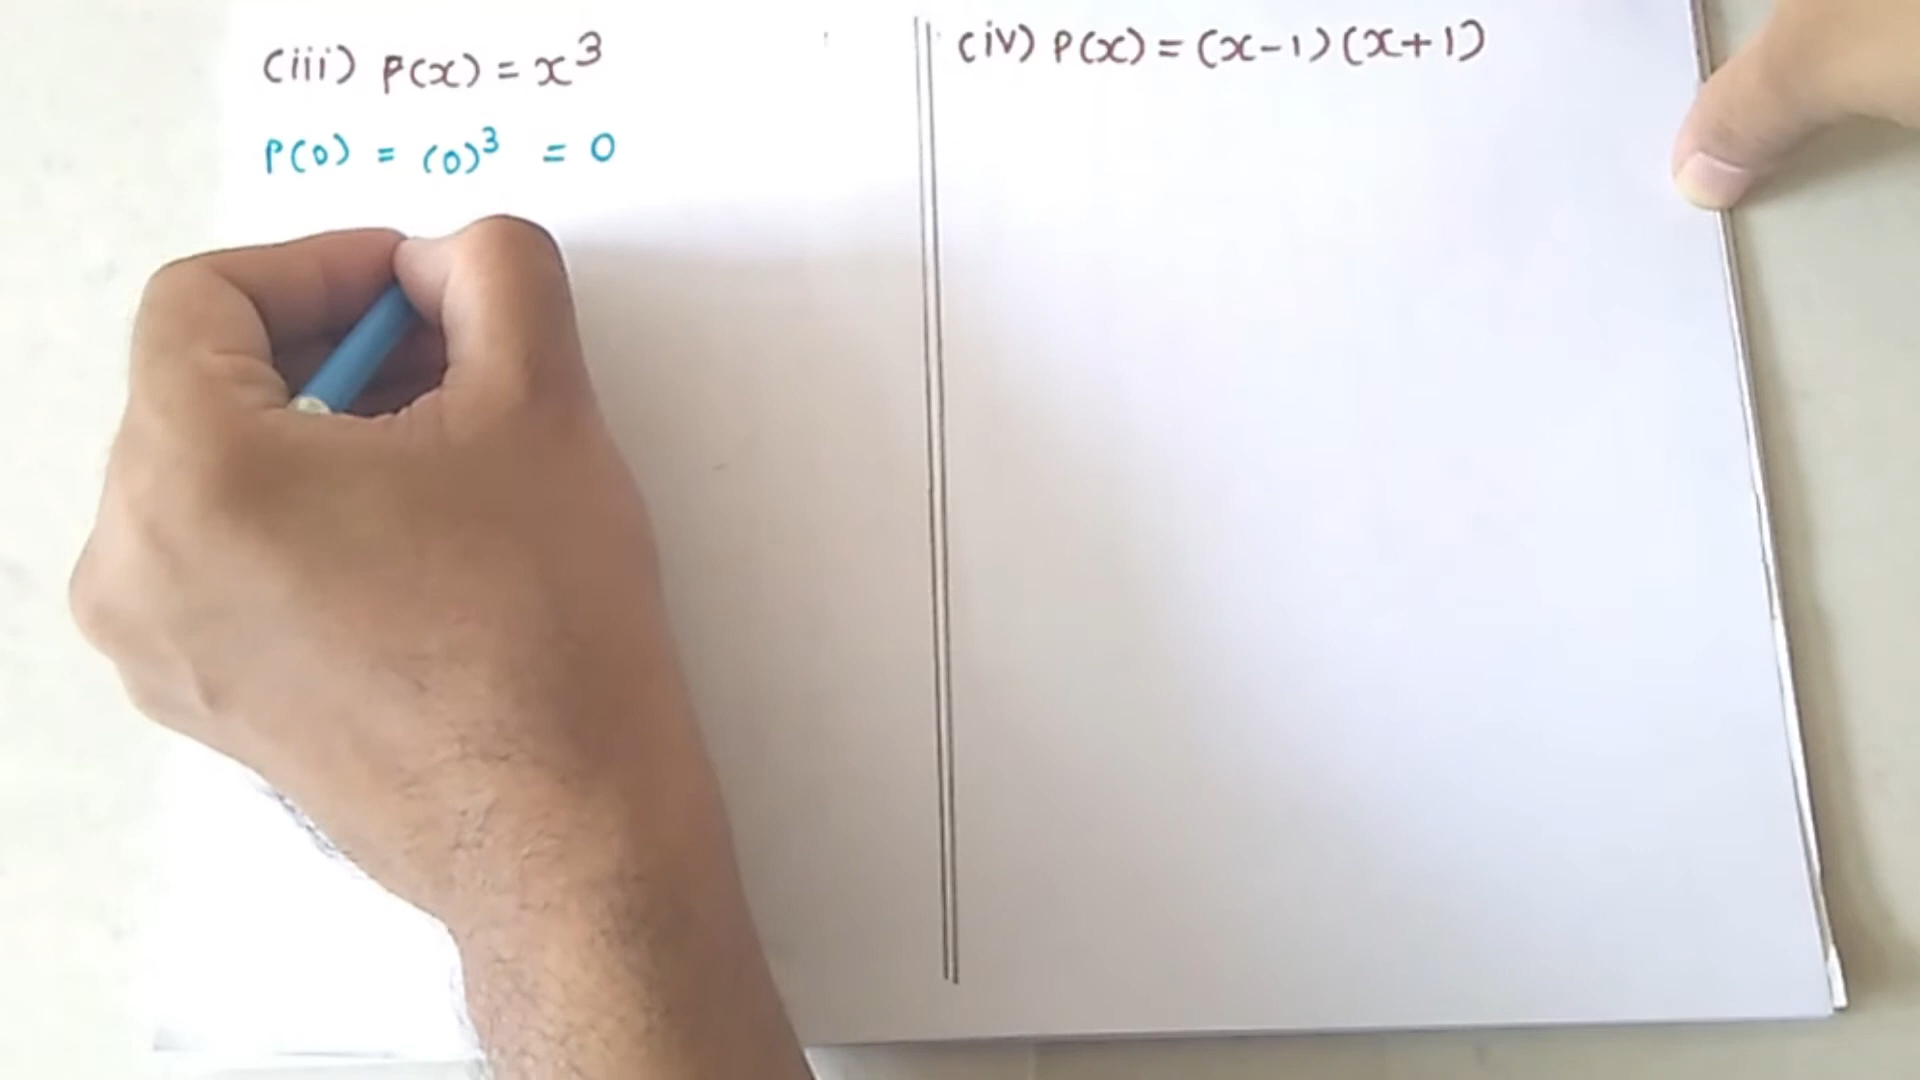 (iii) P(x) = x³
P(0) = (0)³ = 0
(iv) P(x) = (x-1)(x+1)